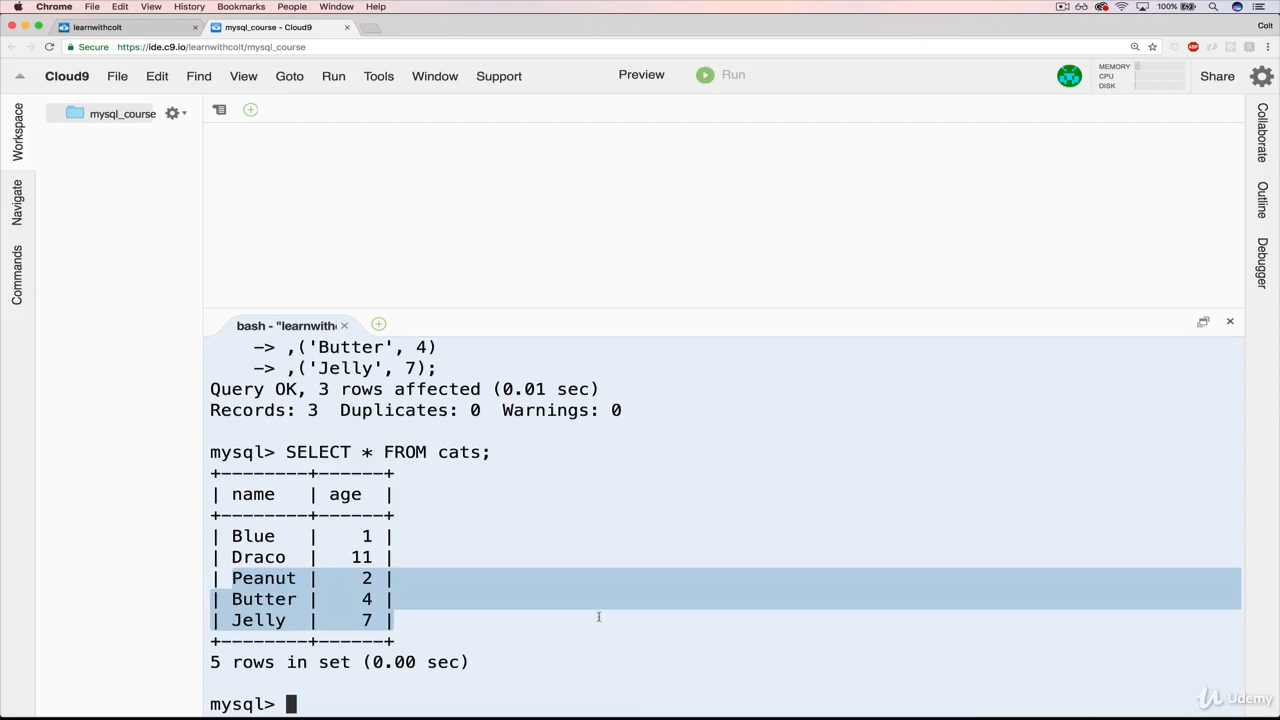 Chrome File Edit View History Bookmarks People Window Help 100%
learnwithcolt mysql_course - Cloud9 Colt
Secure https://ide.c9.io/learnwithcolt/mysql_course
Cloud9 File Edit Find View Goto Run Tools Window Support Preview Run MEMORY CPU DISK Share
Workspace
Navigate
Commands
mysql_course
Collaborate
Outline
Debugger
bash - "learnwith
-> ,('Butter', 4)
-> ,('Jelly', 7);
Query OK, 3 rows affected (0.01 sec)
Records: 3  Duplicates: 0  Warnings: 0
mysql> SELECT * FROM cats;
+--------+------+
| name   | age  |
+--------+------+
| Blue   |    1 |
| Draco  |   11 |
| Peanut |    2 |
| Butter |    4 |
| Jelly  |    7 |
+--------+------+
5 rows in set (0.00 sec)
mysql>
Udemy